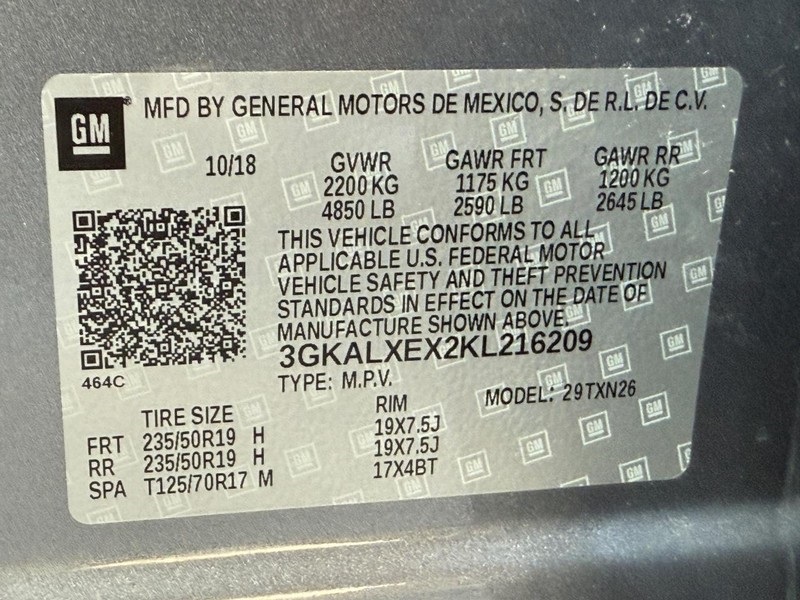 GM® MFD BY GENERAL MOTORS DE MEXICO, S. DE R.L. DE C.V.
10/18 GVWR GAWR FRT GAWR RR
2200 KG 1175 KG 1200 KG
4850 LB 2590 LB 2645 LB
THIS VEHICLE CONFORMS TO ALL
APPLICABLE U.S. FEDERAL MOTOR
VEHICLE SAFETY AND THEFT PREVENTION
STANDARDS IN EFFECT ON THE DATE OF
MANUFACTURE SHOWN ABOVE.
3GKALXEX2KL216209
464C
TYPE: M.P.V. MODEL: 29TXN26
TIRE SIZE RIM
FRT 235/50R19 H 19X7.5J
RR 235/50R19 H 19X7.5J
SPA T125/70R17 M 17X4BT